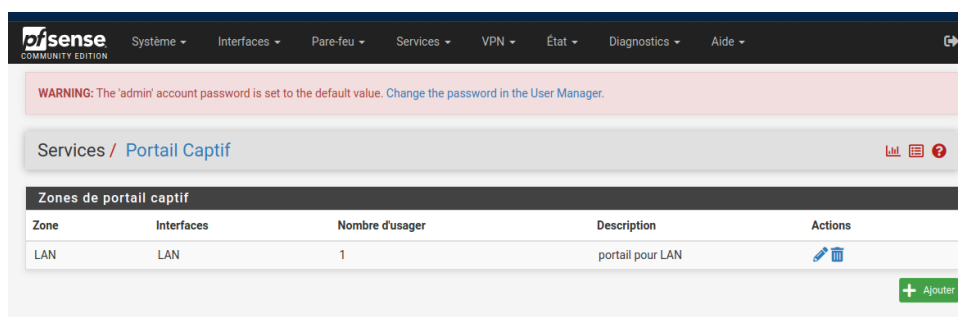 pfsense
COMMUNITY EDITION
Système Interfaces Pare-feu Services VPN État Diagnostics Aide
WARNING: The 'admin' account password is set to the default value. Change the password in the User Manager.
Services / Portail Captif
Zones de portail captif
Zone Interfaces Nombre d'usager Description Actions
LAN LAN 1 portail pour LAN
Ajouter